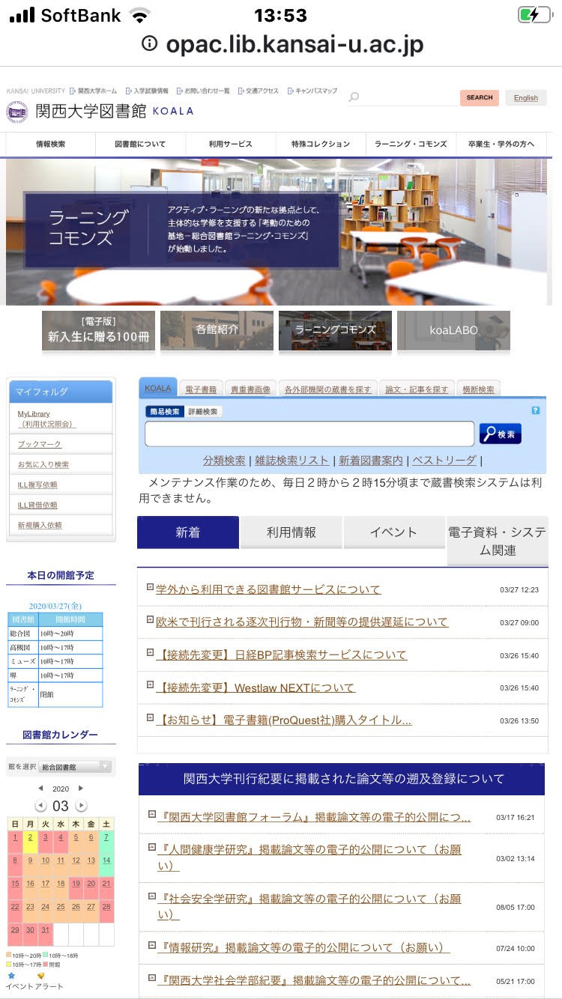 SoftBank 13:53
opac.lib.kansai-u.ac.jp
KANSAI UNIVERSITY 関西大学ホーム 入学試験情報 お問い合わせ一覧 交通アクセス キャンパスマップ
SEARCH English
関西大学図書館 KOALA
情報検索 図書館について 利用サービス 特殊コレクション ラーニング・コモンズ 卒業生・学外の方へ
ラーニング
コモンズ
アクティブ・ラーニングの新たな拠点として、
主体的な学修を支援する「考動のための
基地－総合図書館ラーニング・コモンズ」
が始動しました。
[電子版]
新入生に贈る100冊
各館紹介
ラーニングコモンズ
koaLABO
マイフォルダ
MyLibrary
（利用状況照会）
ブックマーク
お気に入り検索
ILL複写依頼
ILL貸借依頼
新規購入依頼
KOALA 電子書籍 貴重書画像 各外部機関の蔵書を探す 論文・記事を探す 横断検索
簡易検索 詳細検索 ?
検索
分類検索 | 雑誌検索リスト | 新着図書案内 | ベストリーダ |
メンテナンス作業のため、毎日２時から２時15分頃まで蔵書検索システムは利
用できません。
新着 利用情報 イベント 電子資料・システ
ム関連
学外から利用できる図書館サービスについて 03/27 12:23
欧米で刊行される逐次刊行物・新聞等の提供遅延について 03/27 09:00
【接続先変更】日経BP記事検索サービスについて 03/26 15:40
【接続先変更】Westlaw NEXTについて 03/26 15:40
【お知らせ】電子書籍(ProQuest社)購入タイトル... 03/26 13:50
本日の開館予定
2020/03/27(金)
図書館 開館時間
総合図 10時～20時
高槻図 10時～17時
ミューズ 10時～17時
堺 10時～17時
ﾗｰﾆﾝｸﾞ・
ｺﾓﾝｽﾞ 閉館
図書館カレンダー
館を選択 総合図書館
2020
03
日 月 火 水 木 金 土
1 2 3 4 5 6 7
8 9 10 11 12 13 14
15 16 17 18 19 20 21
22 23 24 25 26 27 28
29 30 31
10時～20時 10時～18時
10時～17時 閉館
イベント アラート
関西大学刊行紀要に掲載された論文等の遡及登録について
『関西大学図書館フォーラム』掲載論文等の電子的公開につ... 03/17 16:21
『人間健康学研究』掲載論文等の電子的公開について（お願
い） 03/02 13:14
『社会安全学研究』掲載論文等の電子的公開について（お願
い） 08/05 17:00
『情報研究』掲載論文等の電子的公開について（お願い） 07/24 10:00
『関西大学社会学部紀要』掲載論文等の電子的公開について... 05/21 17:00